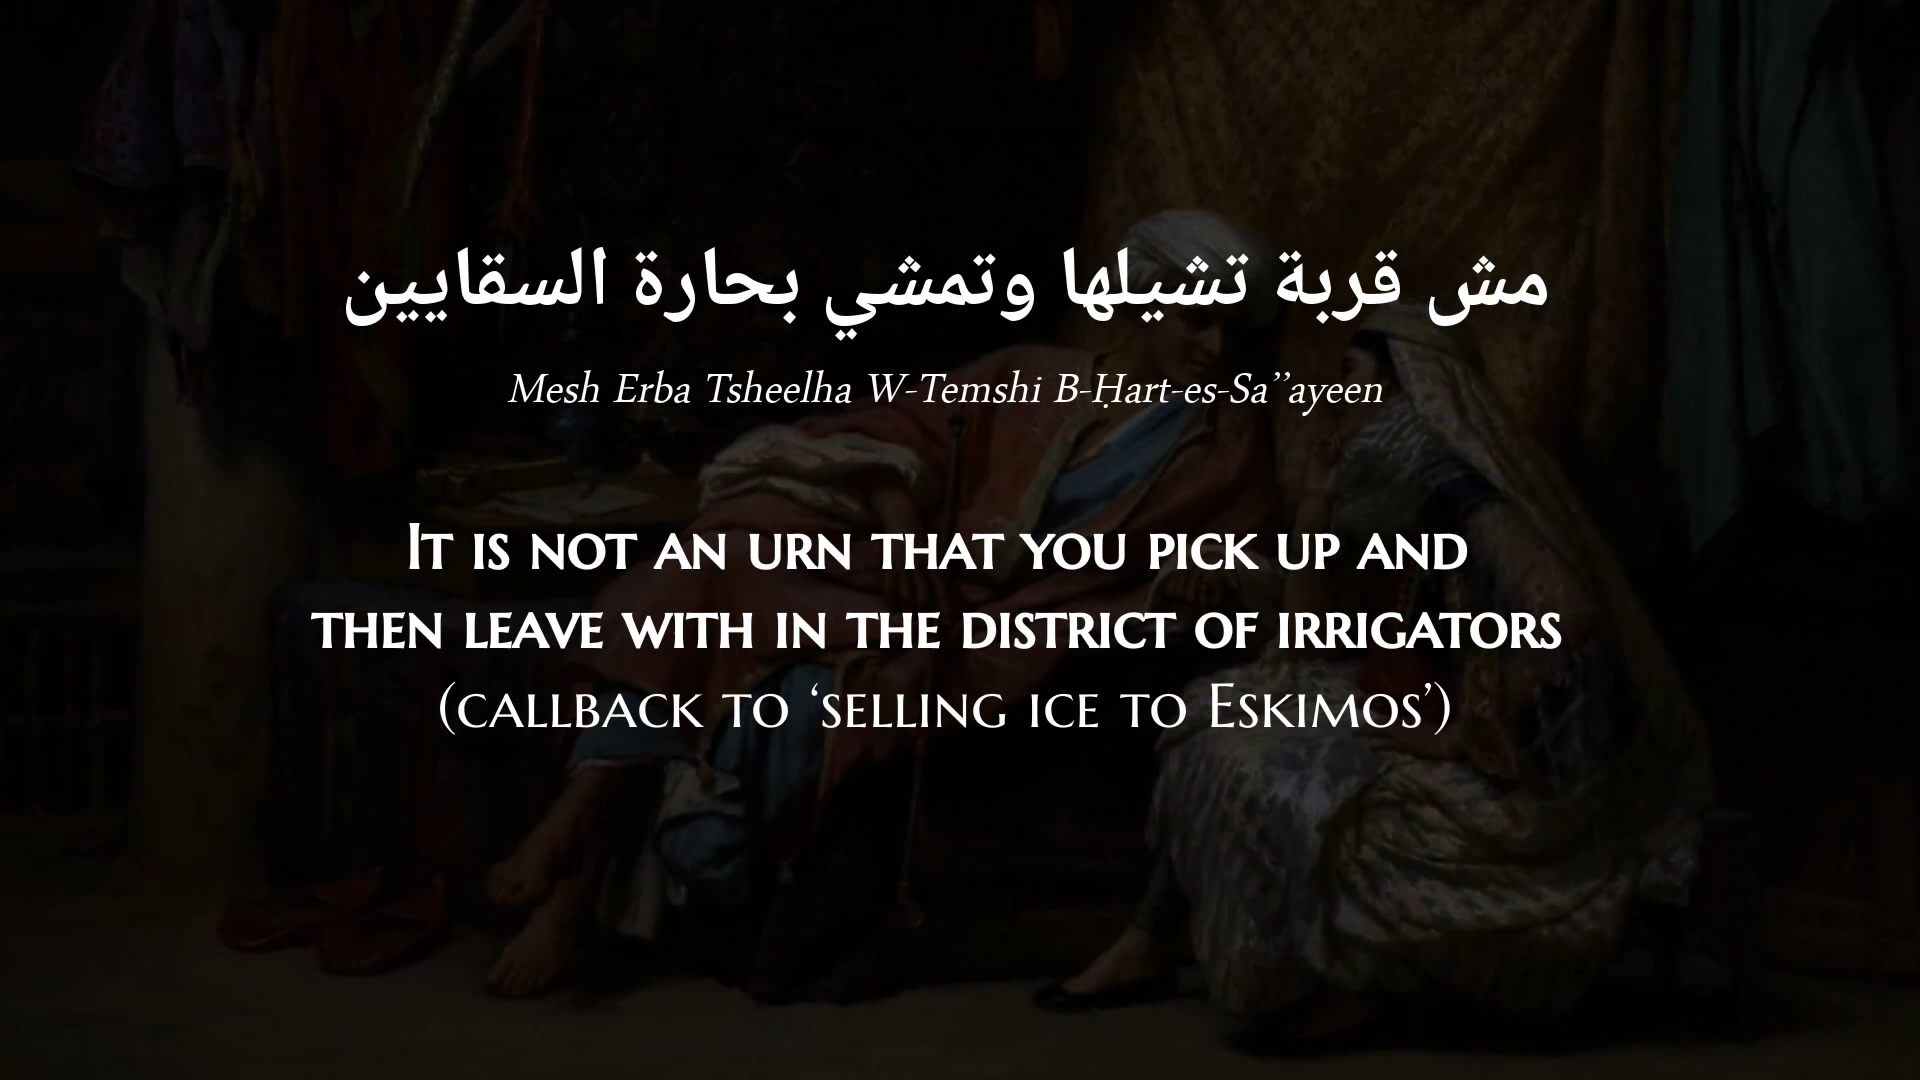 مش قربة تشيلها وتمشي بحارة السقايين
Mesh Erba Tsheelha W-Temshi B-Ḥart-es-Sa’’ayeen
It is not an urn that you pick up and
then leave with in the district of irrigators
(callback to ‘selling ice to Eskimos’)